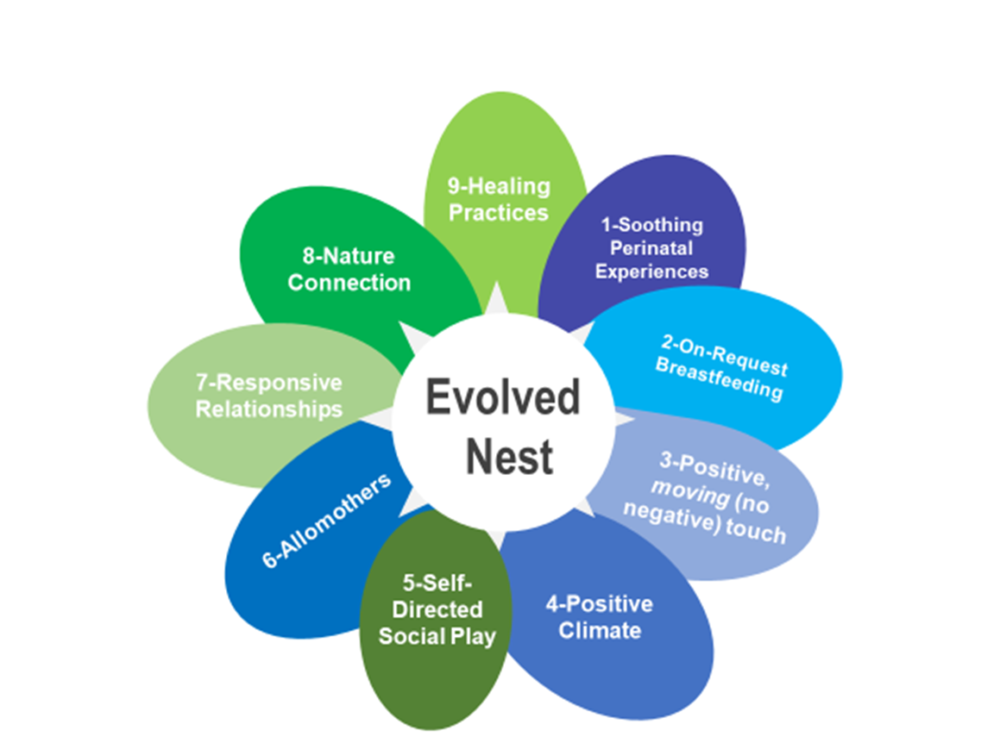 Evolved
Nest
1-Soothing
Perinatal
Experiences
2-On-Request
Breastfeeding
3-Positive,
moving (no
negative) touch
4-Positive
Climate
5-Self-
Directed
Social Play
6-Allomothers
7-Responsive
Relationships
8-Nature
Connection
9-Healing
Practices